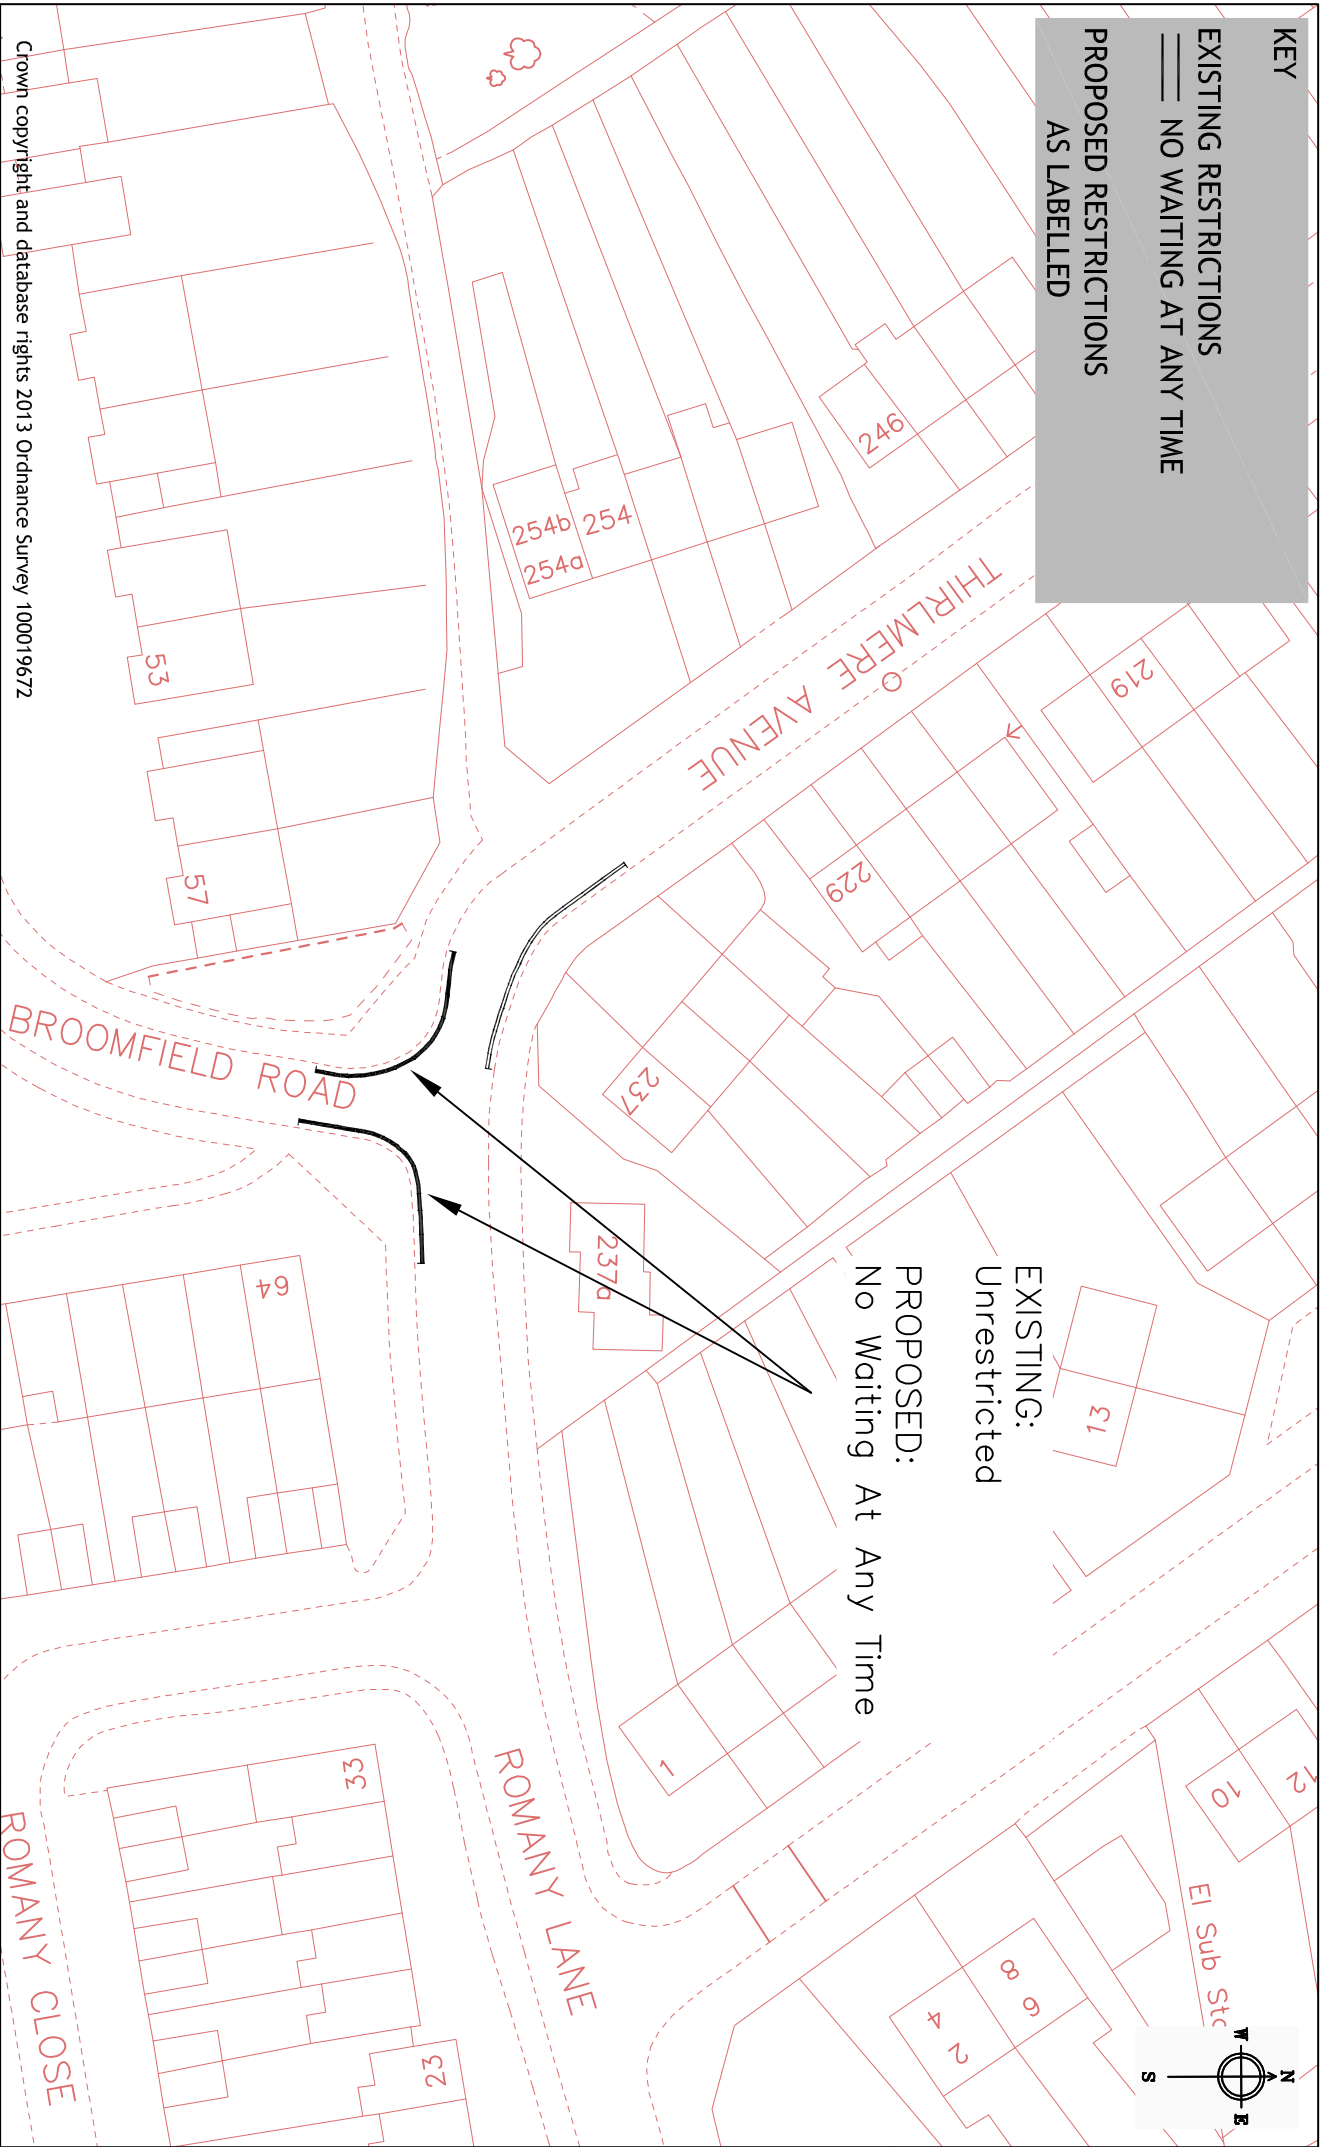 KEY
EXISTING RESTRICTIONS
NO WAITING AT ANY TIME
PROPOSED RESTRICTIONS
AS LABELLED
EXISTING:
Unrestricted
PROPOSED:
No Waiting At Any Time
N
W
E
S
12
10
El Sub Sta
8
6
4
2
13
219
246
229
THIRLMERE AVENUE
254
254b
254a
237
237a
1
ROMANY LANE
BROOMFIELD ROAD
64
33
23
53
57
ROMANY CLOSE
Crown copyright and database rights 2013 Ordnance Survey 100019672